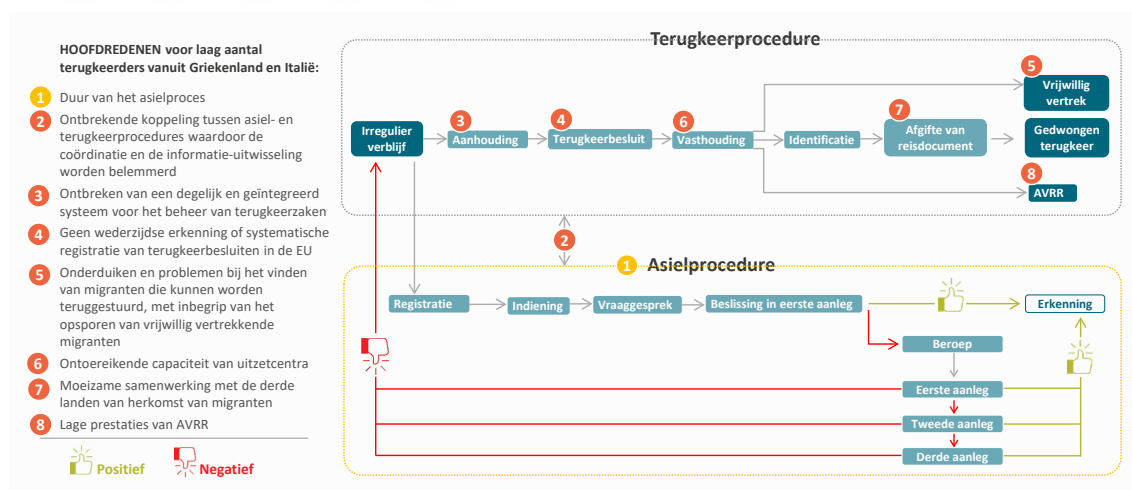 HOOFDREDENEN voor laag aantal
terugkeerders vanuit Griekenland en Italië:
1 Duur van het asielproces
2 Ontbrekende koppeling tussen asiel- en
terugkeerprocedures waardoor de
coördinatie en de informatie-uitwisseling
worden belemmerd
3 Ontbreken van een degelijk en geïntegreerd
systeem voor het beheer van terugkeerzaken
4 Geen wederzijdse erkenning of systematische
registratie van terugkeerbesluiten in de EU
5 Onderduiken en problemen bij het vinden
van migranten die kunnen worden
teruggestuurd, met inbegrip van het
opsporen van vrijwillig vertrekkende
migranten
6 Ontoereikende capaciteit van uitzetcentra
7 Moeizame samenwerking met de derde
landen van herkomst van migranten
8 Lage prestaties van AVRR
Positief
Negatief
Terugkeerprocedure
Irregulier
verblijf
3
Aanhouding
4
Terugkeerbesluit
6
Vasthouding
Identificatie
7
Afgifte van
reisdocument
5
Vrijwillig
vertrek
Gedwongen
terugkeer
8
AVRR
2
1 Asielprocedure
Registratie
Indiening
Vraaggesprek
Beslissing in eerste aanleg
Erkenning
Beroep
Eerste aanleg
Tweede aanleg
Derde aanleg